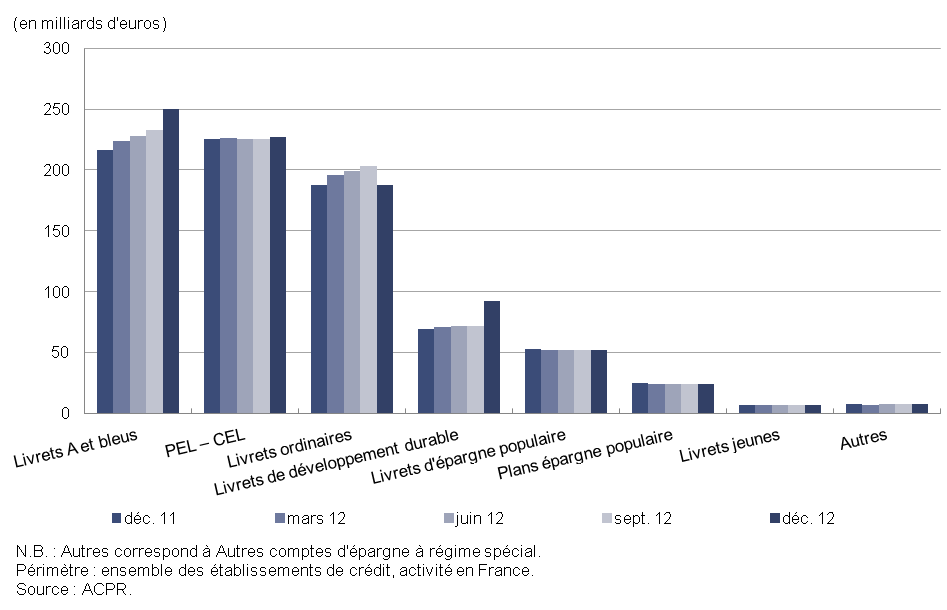 (en milliards d'euros)
300
250
200
150
100
50
0
Livrets A et bleus
PEL – CEL
Livrets ordinaires
Livrets de développement durable
Livrets d'épargne populaire
Plans épargne populaire
Livrets jeunes
Autres
déc. 11 mars 12 juin 12 sept. 12 déc. 12
N.B. : Autres correspond à Autres comptes d'épargne à régime spécial.
Périmètre : ensemble des établissements de crédit, activité en France.
Source : ACPR.